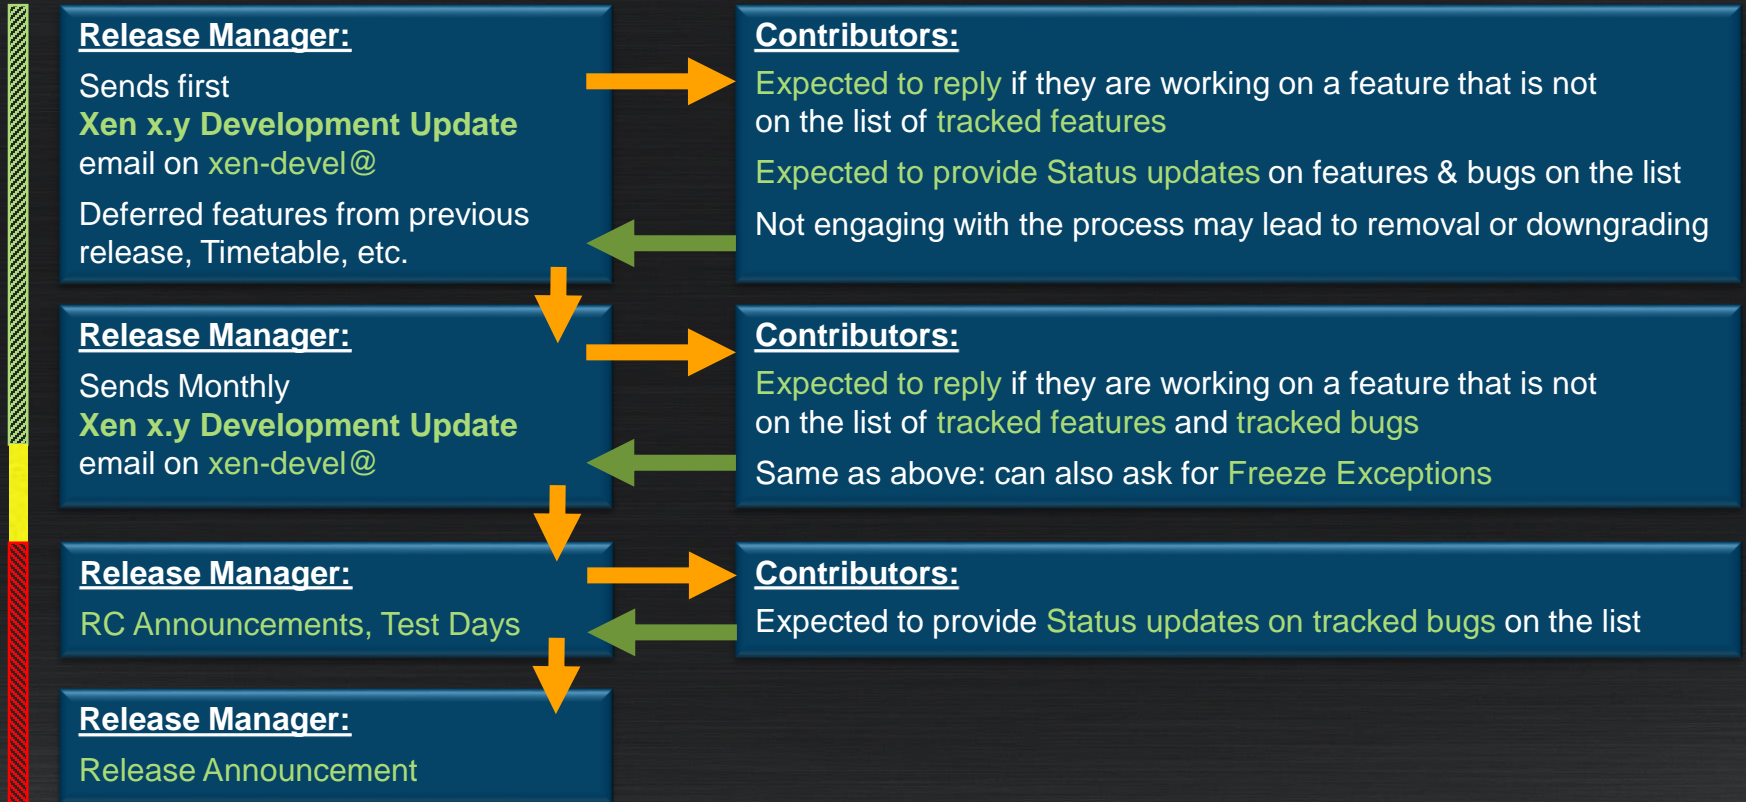 Release Manager:
Sends first
Xen x.y Development Update
email on xen-devel@
Deferred features from previous
release, Timetable, etc.
Contributors:
Expected to reply if they are working on a feature that is not
on the list of tracked features
Expected to provide Status updates on features & bugs on the list
Not engaging with the process may lead to removal or downgrading
Release Manager:
Sends Monthly
Xen x.y Development Update
email on xen-devel@
Contributors:
Expected to reply if they are working on a feature that is not
on the list of tracked features and tracked bugs
Same as above: can also ask for Freeze Exceptions
Release Manager:
RC Announcements, Test Days
Contributors:
Expected to provide Status updates on tracked bugs on the list
Release Manager:
Release Announcement